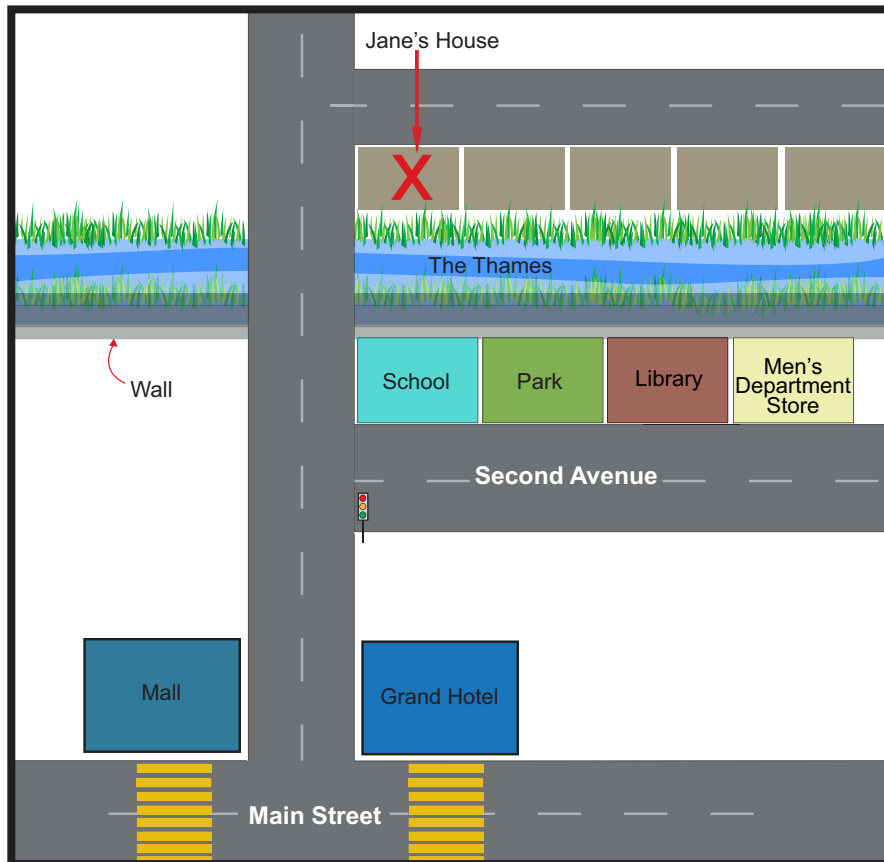 Jane's House
X
The Thames
Wall
School
Park
Library
Men's
Department
Store
Second Avenue
Mall
Grand Hotel
Main Street